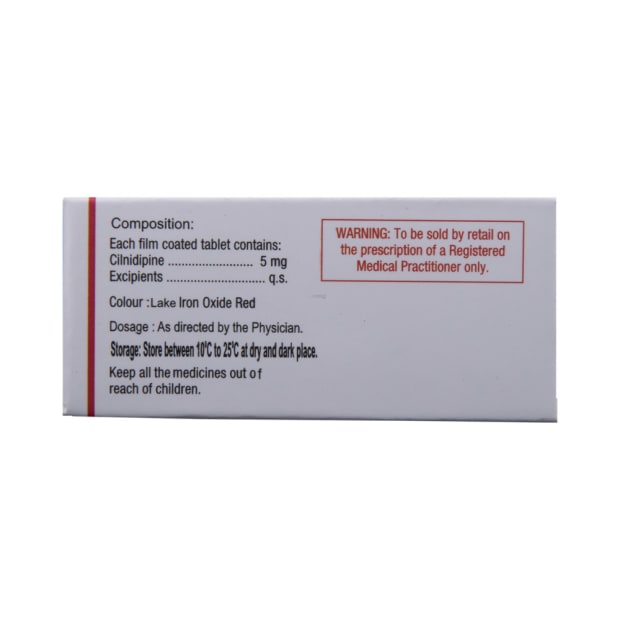 Composition:
Each film coated tablet contains:
Cilnidipine .......................... 5 mg
Excipients .............................. q.s.
Colour :Lake Iron Oxide Red
Dosage : As directed by the Physician.
Storage: Store between 10°C to 25°C at dry and dark place.
Keep all the medicines out of
reach of children.
WARNING: To be sold by retail on
the prescription of a Registered
Medical Practitioner only.